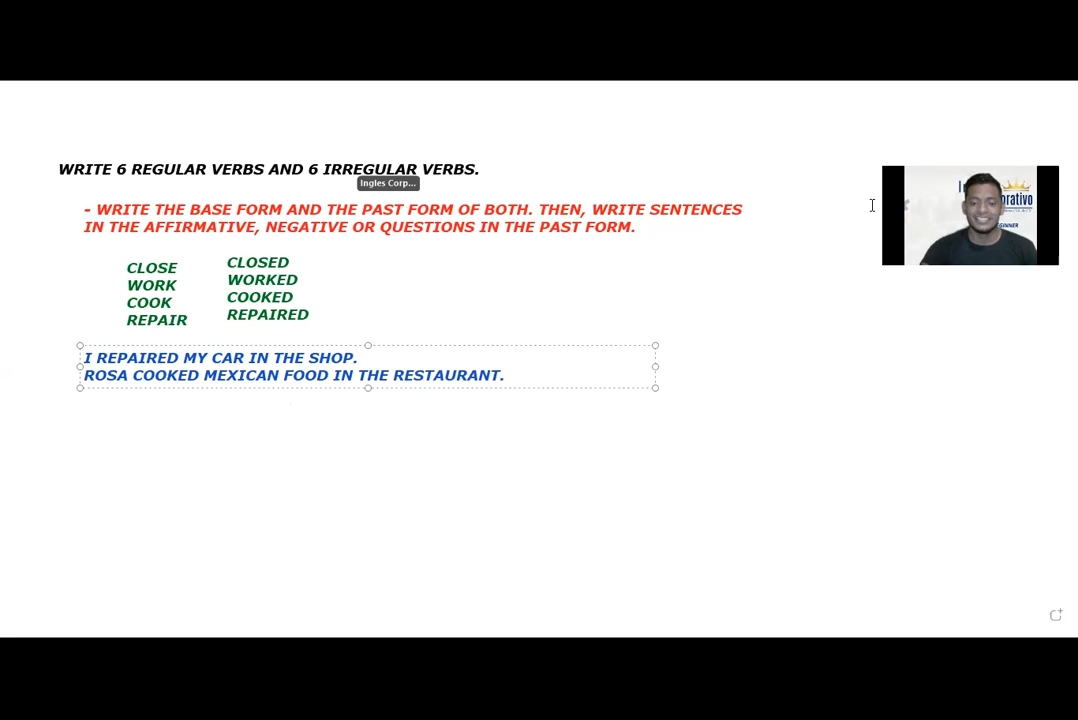 WRITE 6 REGULAR VERBS AND 6 IRREGULAR VERBS.
Ingles Corp...
- WRITE THE BASE FORM AND THE PAST FORM OF BOTH. THEN, WRITE SENTENCES
IN THE AFFIRMATIVE, NEGATIVE OR QUESTIONS IN THE PAST FORM.
CLOSE
WORK
COOK
REPAIR
CLOSED
WORKED
COOKED
REPAIRED
I REPAIRED MY CAR IN THE SHOP.
ROSA COOKED MEXICAN FOOD IN THE RESTAURANT.